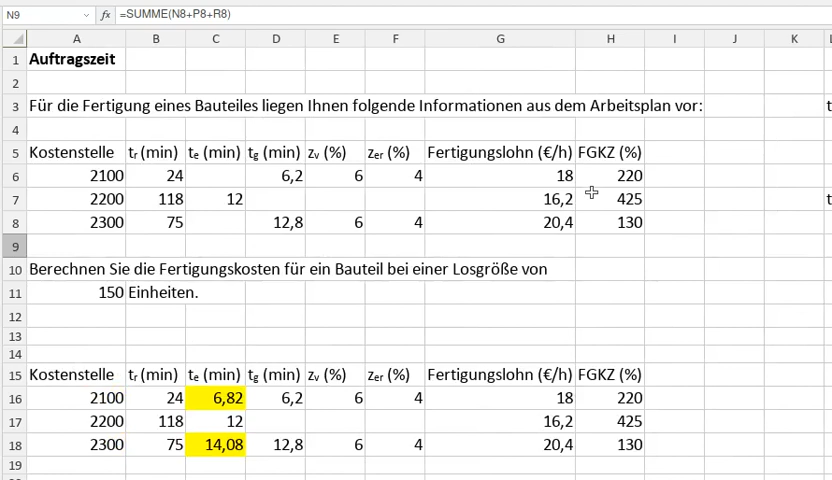 N9 fx =SUMME(N8+P8+R8)
A B C D E F G H I J K
1 Auftragszeit
2
3 Für die Fertigung eines Bauteiles liegen Ihnen folgende Informationen aus dem Arbeitsplan vor: t
4
5 Kostenstelle tr (min) te (min) tg (min) zv (%) zer (%) Fertigungslohn (€/h) FGKZ (%)
6 2100 24 6,2 6 4 18 220
7 2200 118 12 16,2 425 t
8 2300 75 12,8 6 4 20,4 130
9
10 Berechnen Sie die Fertigungskosten für ein Bauteil bei einer Losgröße von
11 150 Einheiten.
12
13
14
15 Kostenstelle tr (min) te (min) tg (min) zv (%) zer (%) Fertigungslohn (€/h) FGKZ (%)
16 2100 24 6,82 6,2 6 4 18 220
17 2200 118 12 16,2 425
18 2300 75 14,08 12,8 6 4 20,4 130
19